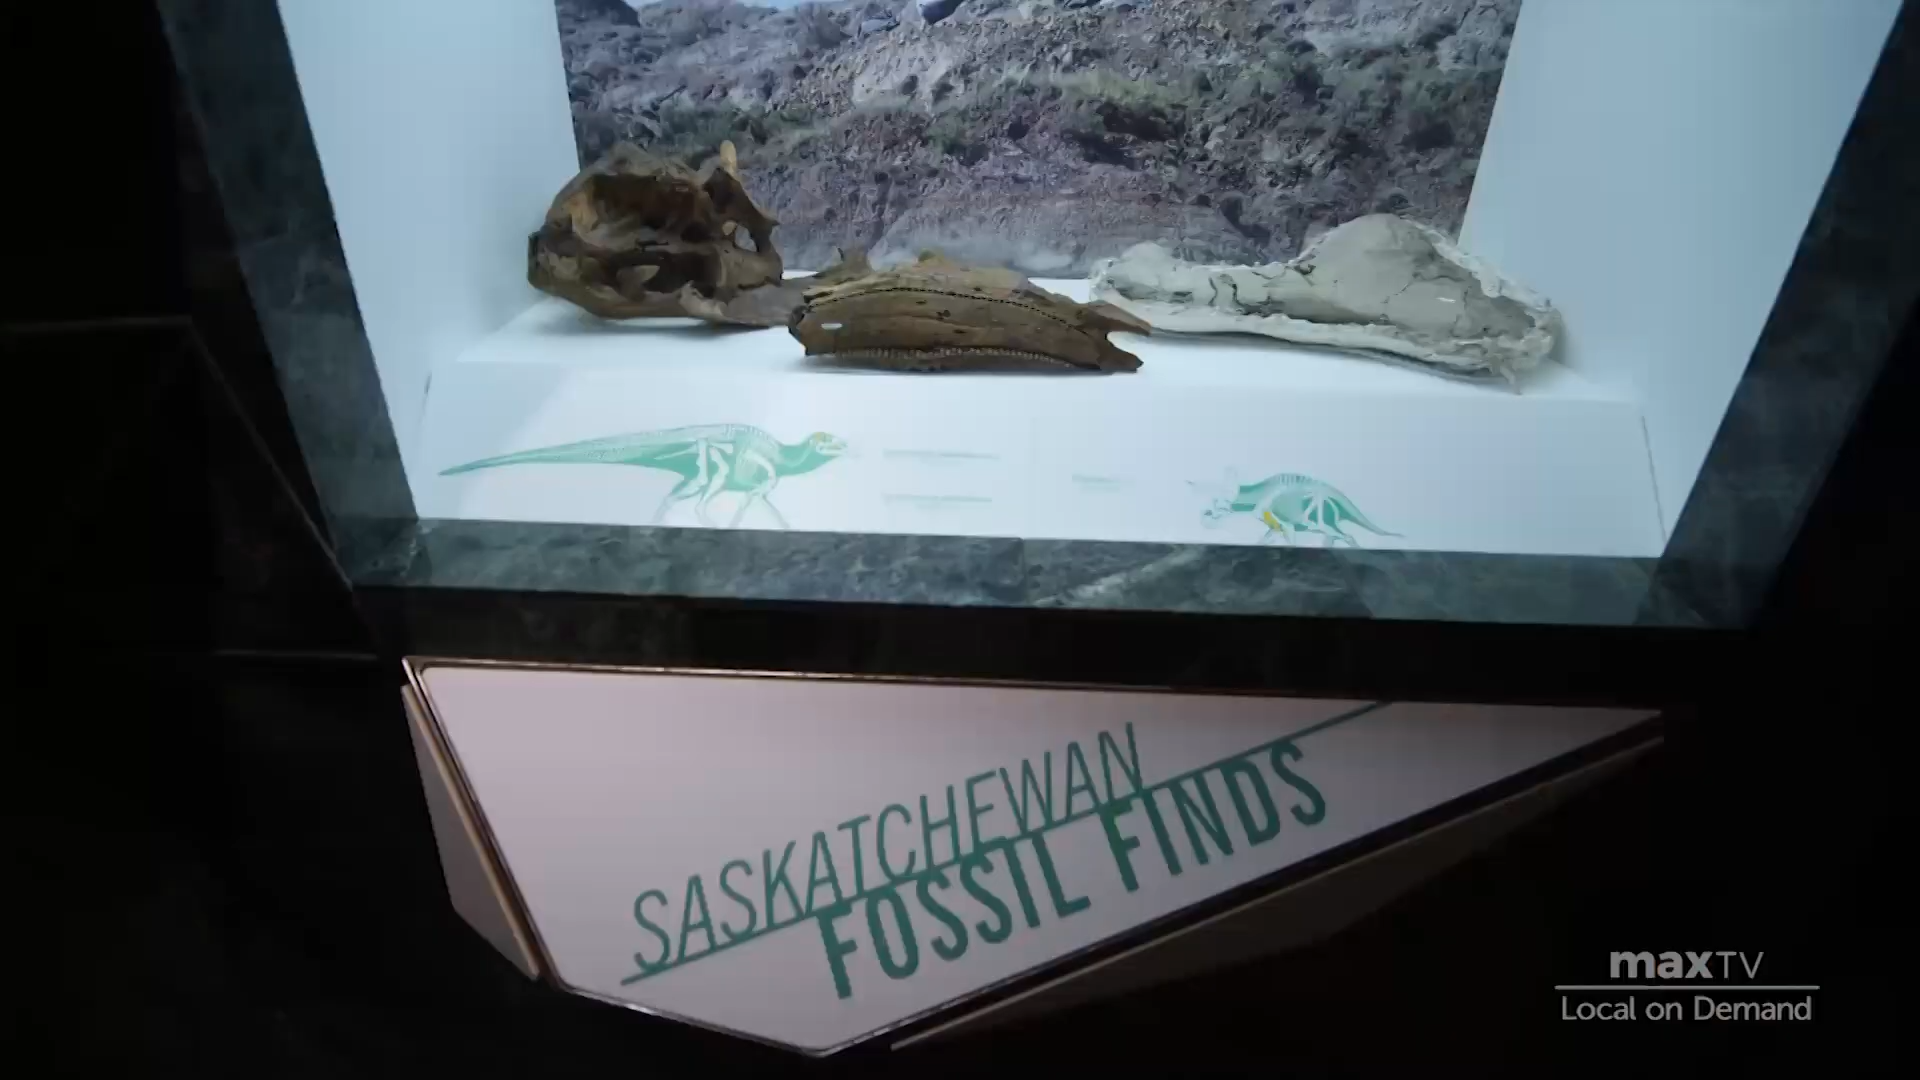 SASKATCHEWAN
FOSSIL FINDS
maxTV
Local on Demand